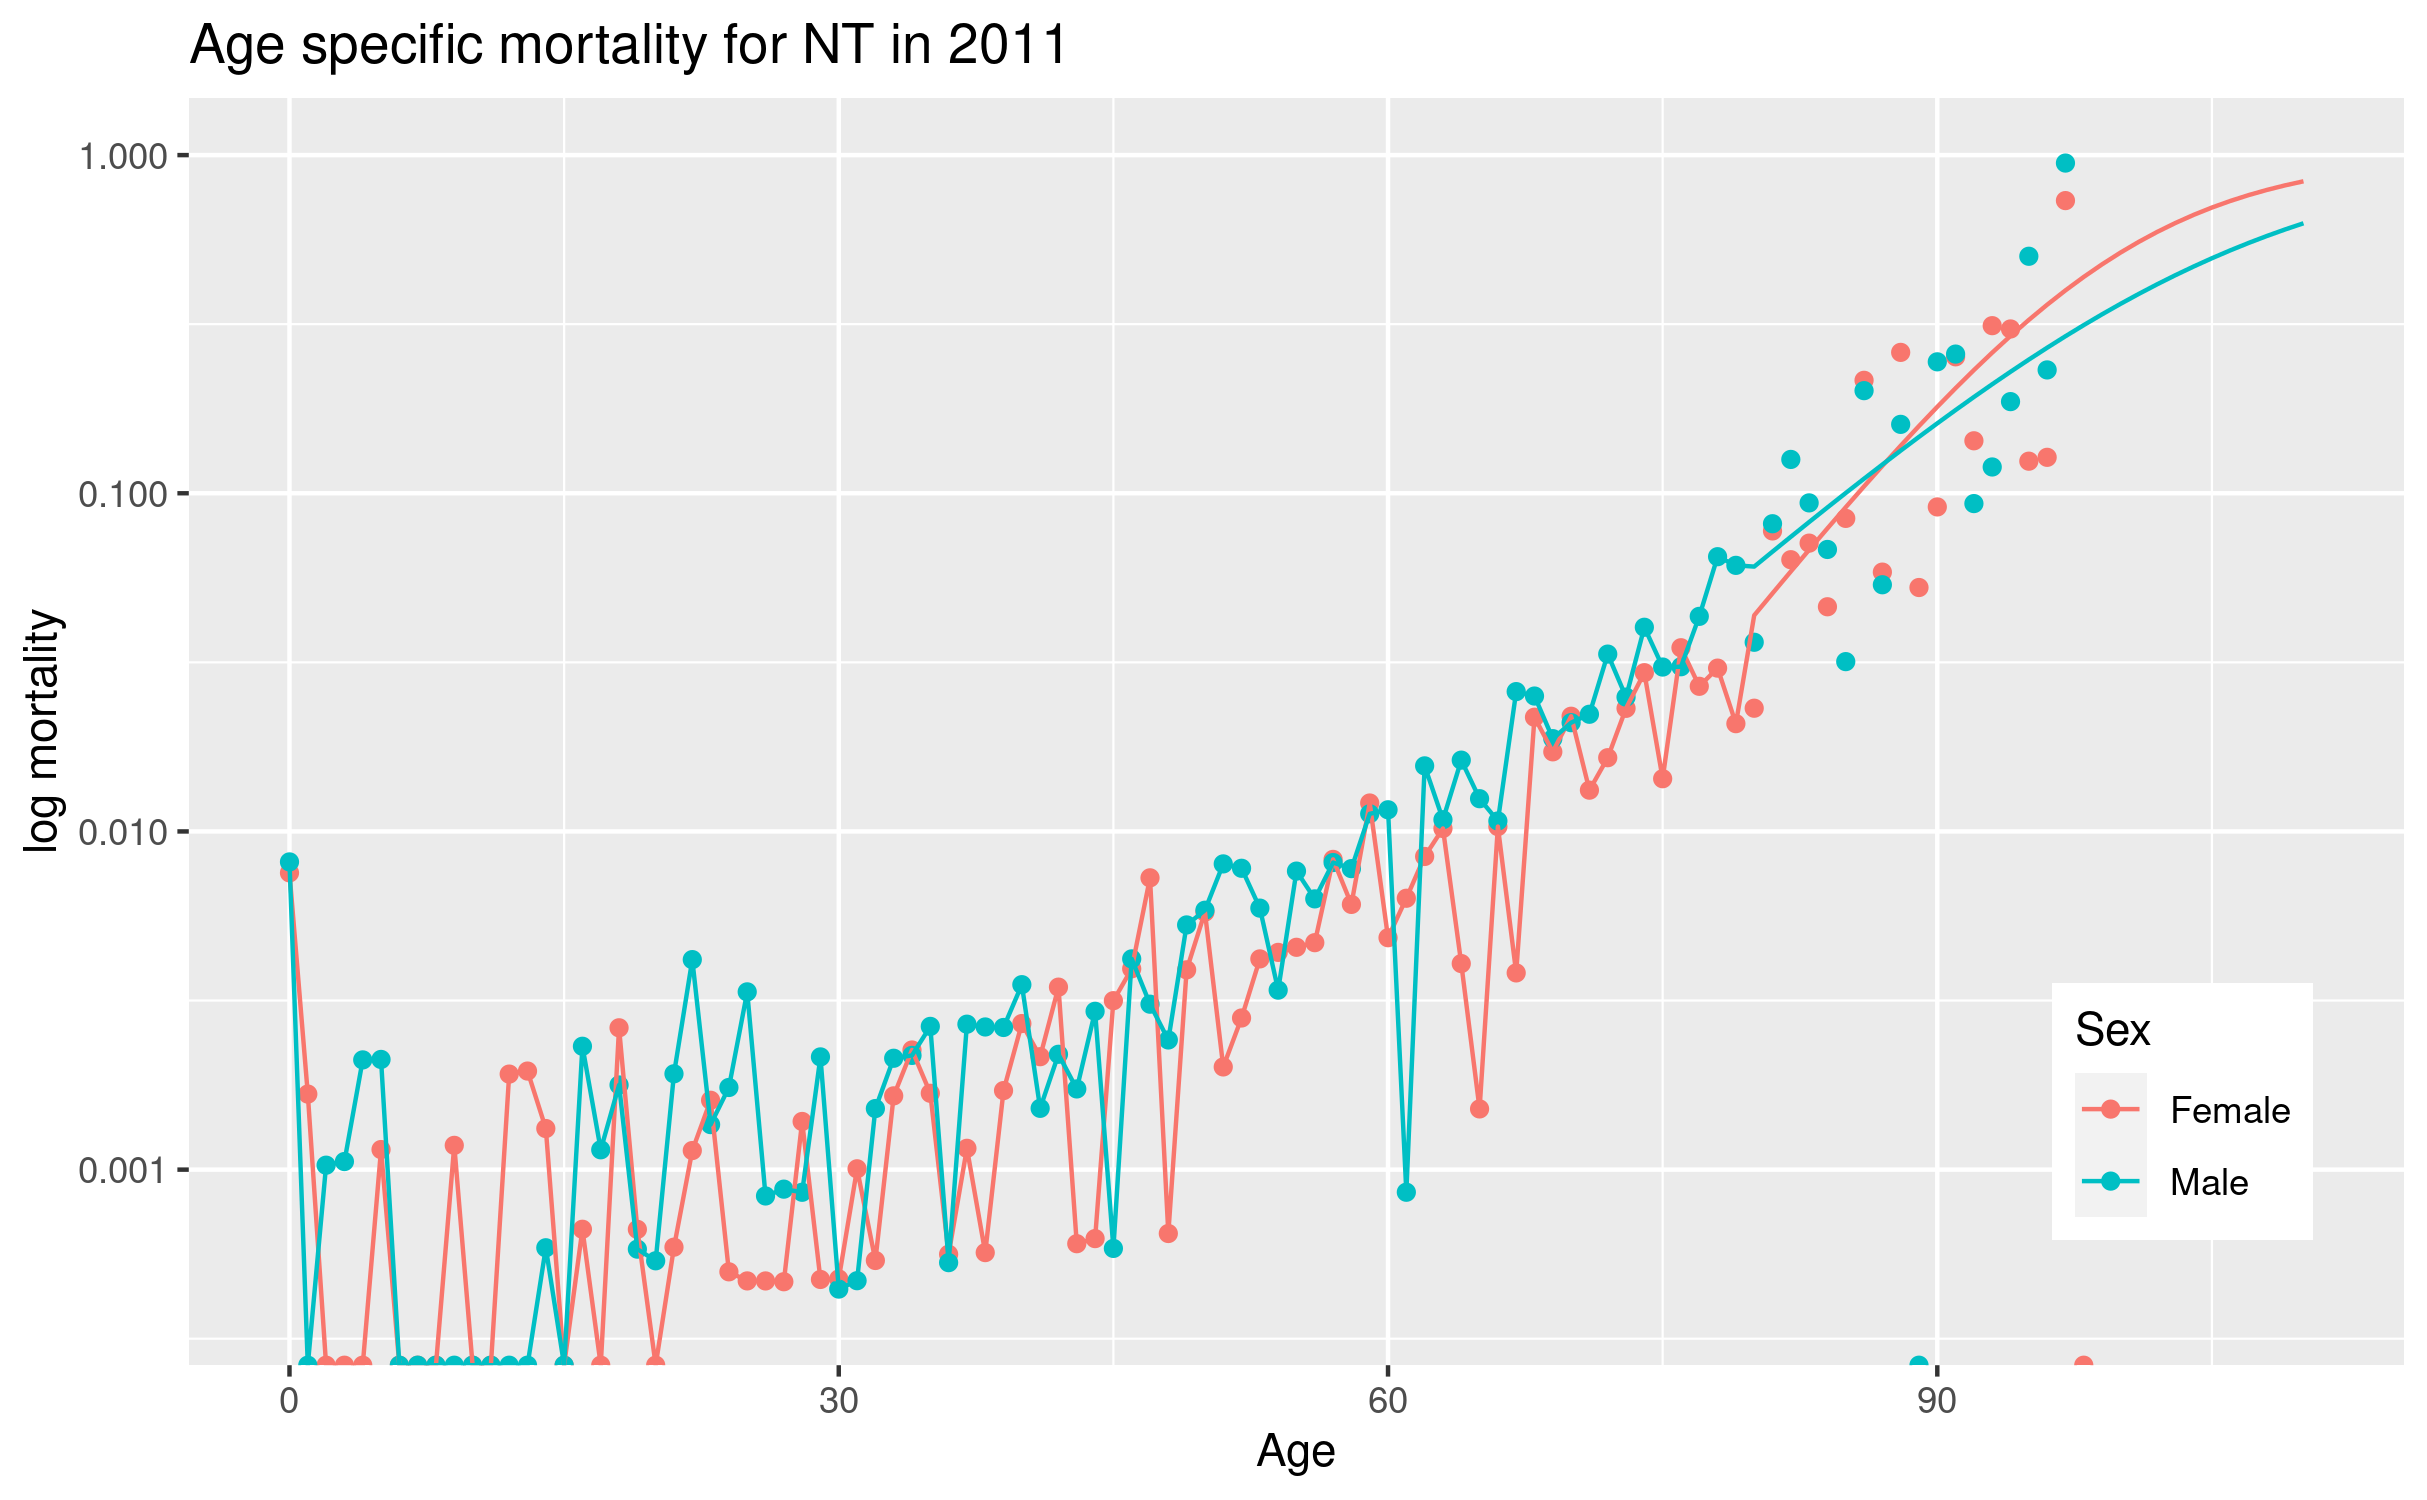 Age specific mortality for NT in 2011
log mortality
1.000
0.100
0.010
0.001
0
30
60
90
Age
Sex
Female
Male